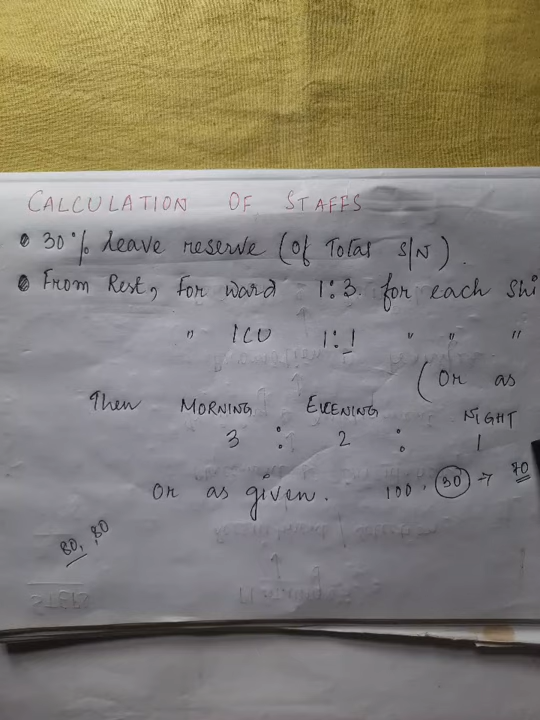 CALCULATION OF STAFFS
• 30% leave reserve (Of Total S/N).
• From Rest, For ward 1:3 for each Shi
" ICU 1:1 " " "
(Or as
Then MORNING EVENING NIGHT
3 : 2 : 1
Or as given. 100. 30 → 70
80, 80